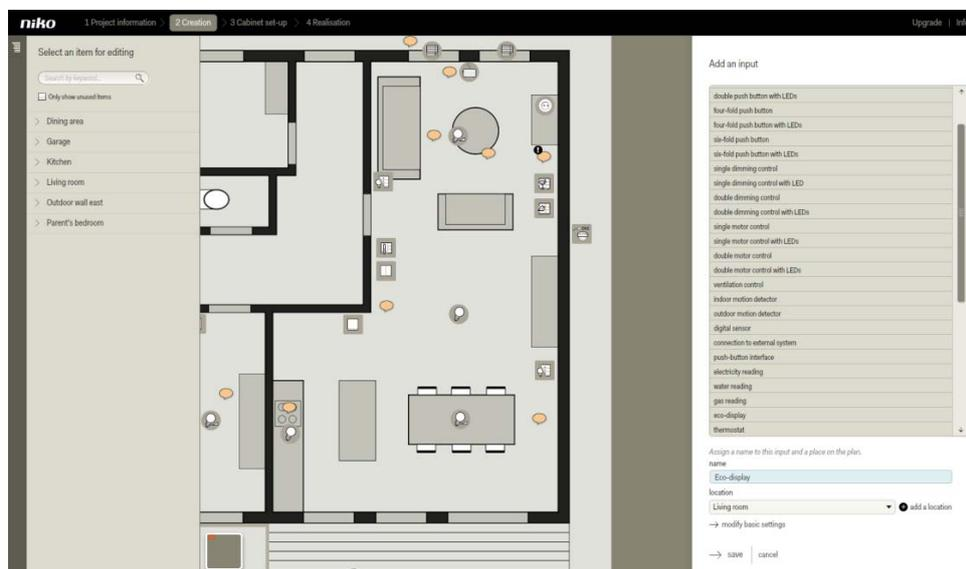 niko
1 Project information
2 Creation
3 Cabinet set-up
4 Realisation
Upgrade
Select an item for editing
Search by keyword...
Only show unused items
Dining area
Garage
Kitchen
Living room
Outdoor wall east
Parent's bedroom
Add an input
double push button with LEDs
four-fold push button
four-fold push button with LEDs
six-fold push button
six-fold push button with LEDs
single dimming control
single dimming control with LED
double dimming control
double dimming control with LEDs
single motor control
single motor control with LEDs
double motor control
double motor control with LEDs
ventilation control
indoor motion detector
outdoor motion detector
digital sensor
connection to external system
push-button interface
electricity reading
water reading
gas reading
eco-display
thermostat
Assign a name to this input and a place on the plan.
name
Eco-display
location
Living room
add a location
modify basic settings
save
cancel